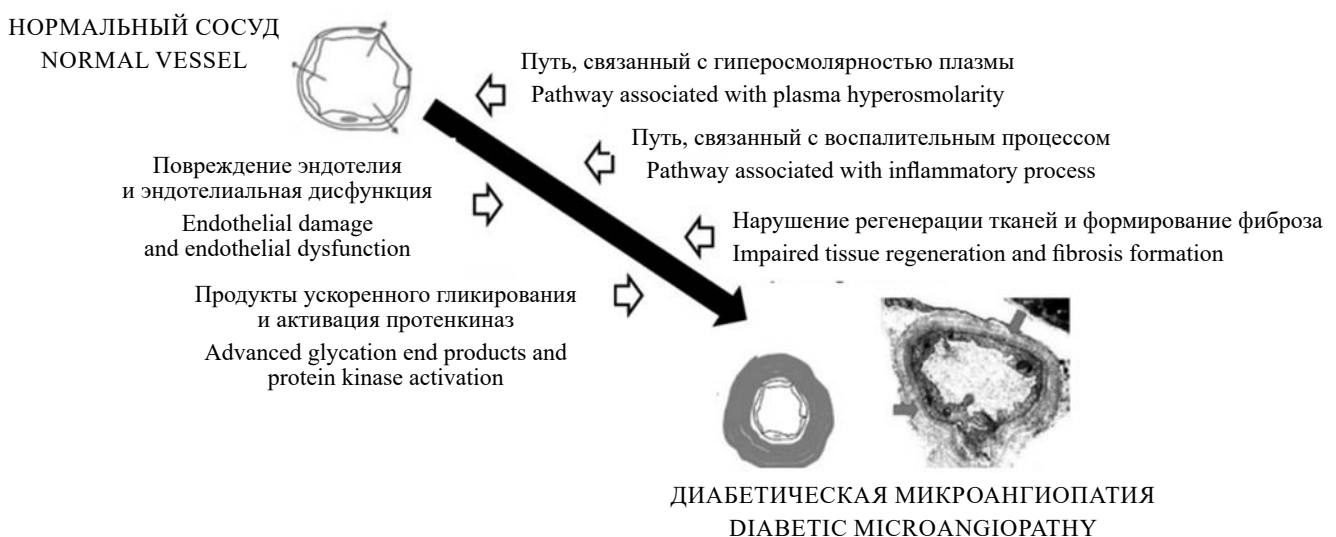 НОРМАЛЬНЫЙ СОСУД
NORMAL VESSEL
Путь, связанный с гиперосмолярностью плазмы
Pathway associated with plasma hyperosmolarity
Путь, связанный с воспалительным процессом
Pathway associated with inflammatory process
Повреждение эндотелия
и эндотелиальная дисфункция
Endothelial damage
and endothelial dysfunction
Нарушение регенерации тканей и формирование фиброза
Impaired tissue regeneration and fibrosis formation
Продукты ускоренного гликирования
и активация протенкиназ
Advanced glycation end products and
protein kinase activation
ДИАБЕТИЧЕСКАЯ МИКРОАНГИОПАТИЯ
DIABETIC MICROANGIOPATHY